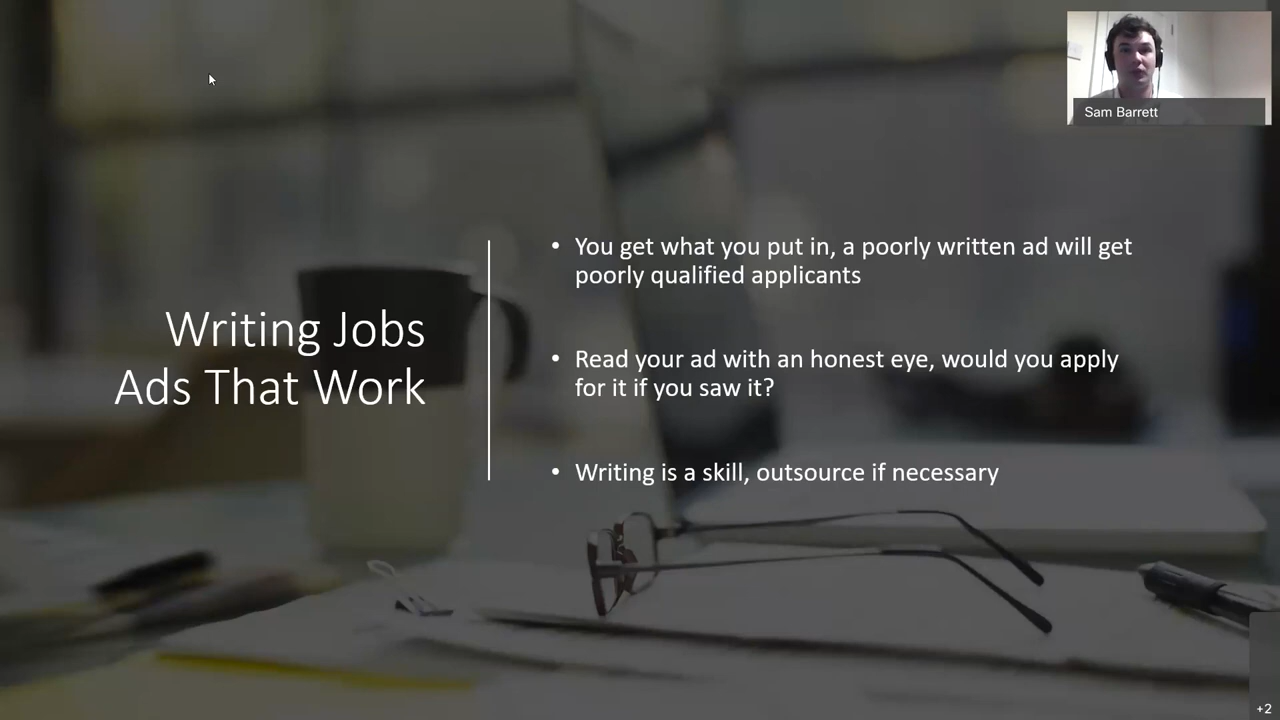 Sam Barrett
Writing Jobs
Ads That Work
• You get what you put in, a poorly written ad will get
poorly qualified applicants
• Read your ad with an honest eye, would you apply
for it if you saw it?
• Writing is a skill, outsource if necessary
+2